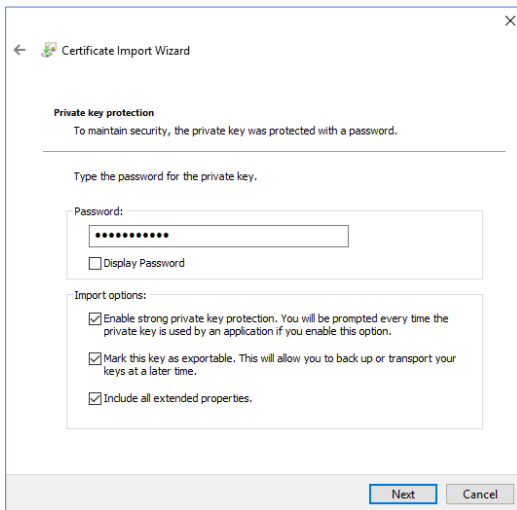 Certificate Import Wizard
Private key protection
To maintain security, the private key was protected with a password.
Type the password for the private key.
Password:
•••••••••••
Display Password
Import options:
Enable strong private key protection. You will be prompted every time the
private key is used by an application if you enable this option.
Mark this key as exportable. This will allow you to back up or transport your
keys at a later time.
Include all extended properties.
Next Cancel